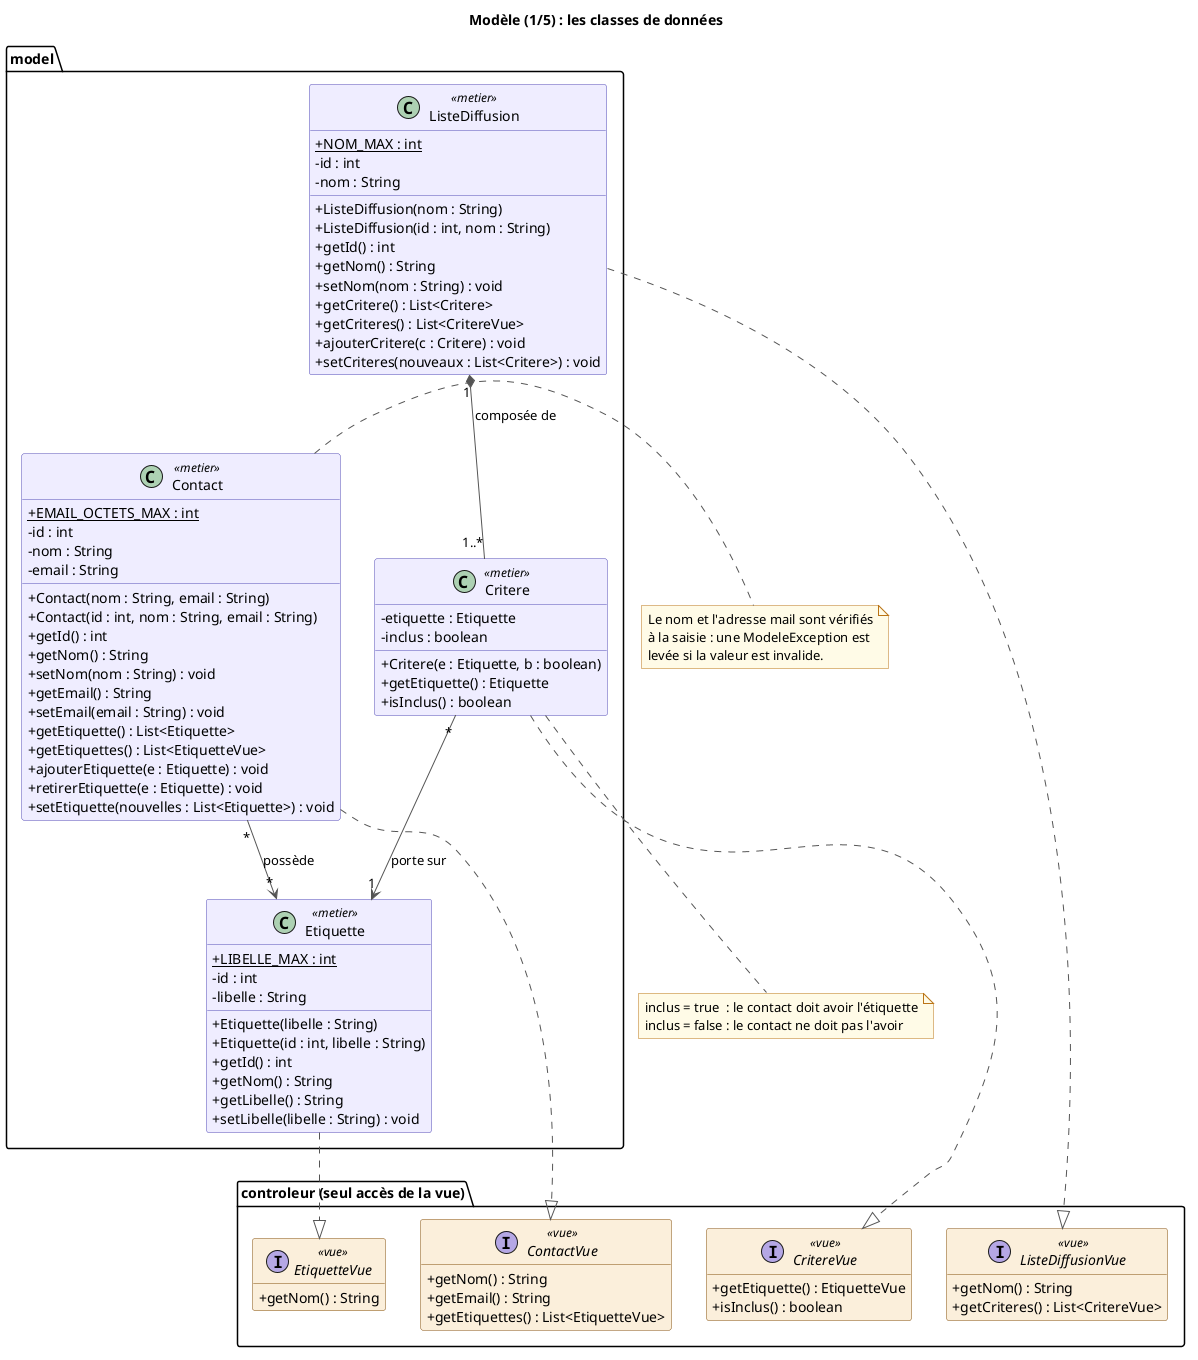 Modèle (1/5) : les classes de données
model
«metier»
C ListeDiffusion
+NOM_MAX : int
-id : int
-nom : String
+ListeDiffusion(nom : String)
+ListeDiffusion(id : int, nom : String)
+getId() : int
+getNom() : String
+setNom(nom : String) : void
+getCritere() : List<Critere>
+getCriteres() : List<CritereVue>
+ajouterCritere(c : Critere) : void
+setCriteres(nouveaux : List<Critere>) : void
1
composée de
1..*
«metier»
C Contact
+EMAIL_OCTETS_MAX : int
-id : int
-nom : String
-email : String
+Contact(nom : String, email : String)
+Contact(id : int, nom : String, email : String)
+getId() : int
+getNom() : String
+setNom(nom : String) : void
+getEmail() : String
+setEmail(email : String) : void
+getEtiquette() : List<Etiquette>
+getEtiquettes() : List<EtiquetteVue>
+ajouterEtiquette(e : Etiquette) : void
+retirerEtiquette(e : Etiquette) : void
+setEtiquette(nouvelles : List<Etiquette>) : void
«metier»
C Critere
-etiquette : Etiquette
-inclus : boolean
+Critere(e : Etiquette, b : boolean)
+getEtiquette() : Etiquette
+isInclus() : boolean
Le nom et l'adresse mail sont vérifiés
à la saisie : une ModeleException est
levée si la valeur est invalide.
*
possède
*
*
porte sur
1
«metier»
C Etiquette
+LIBELLE_MAX : int
-id : int
-libelle : String
+Etiquette(libelle : String)
+Etiquette(id : int, libelle : String)
+getId() : int
+getNom() : String
+getLibelle() : String
+setLibelle(libelle : String) : void
inclus = true  : le contact doit avoir l'étiquette
inclus = false : le contact ne doit pas l'avoir
controleur (seul accès de la vue)
«vue»
I EtiquetteVue
+getNom() : String
«vue»
I ContactVue
+getNom() : String
+getEmail() : String
+getEtiquettes() : List<EtiquetteVue>
«vue»
I CritereVue
+getEtiquette() : EtiquetteVue
+isInclus() : boolean
«vue»
I ListeDiffusionVue
+getNom() : String
+getCriteres() : List<CritereVue>